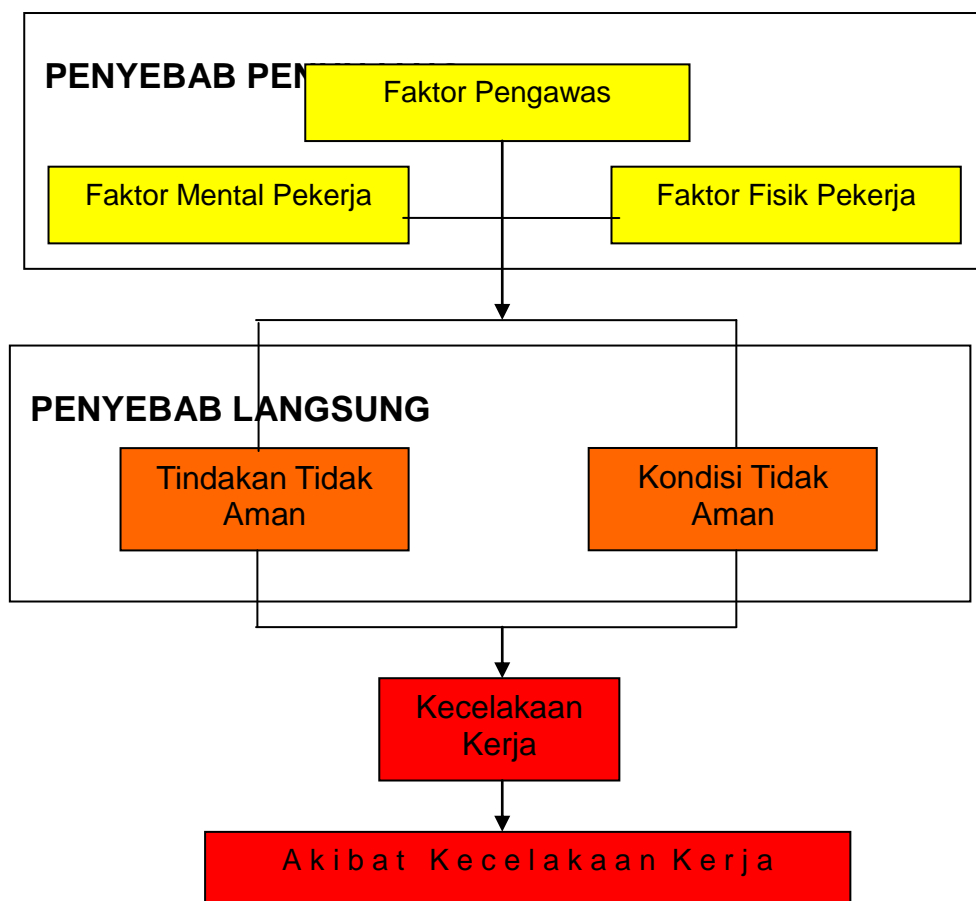 PENYEBAB
Faktor Pengawas
Faktor Mental Pekerja
Faktor Fisik Pekerja
PENYEBAB LANGSUNG
Tindakan Tidak
Aman
Kondisi Tidak
Aman
Kecelakaan
Kerja
Akibat Kecelakaan Kerja